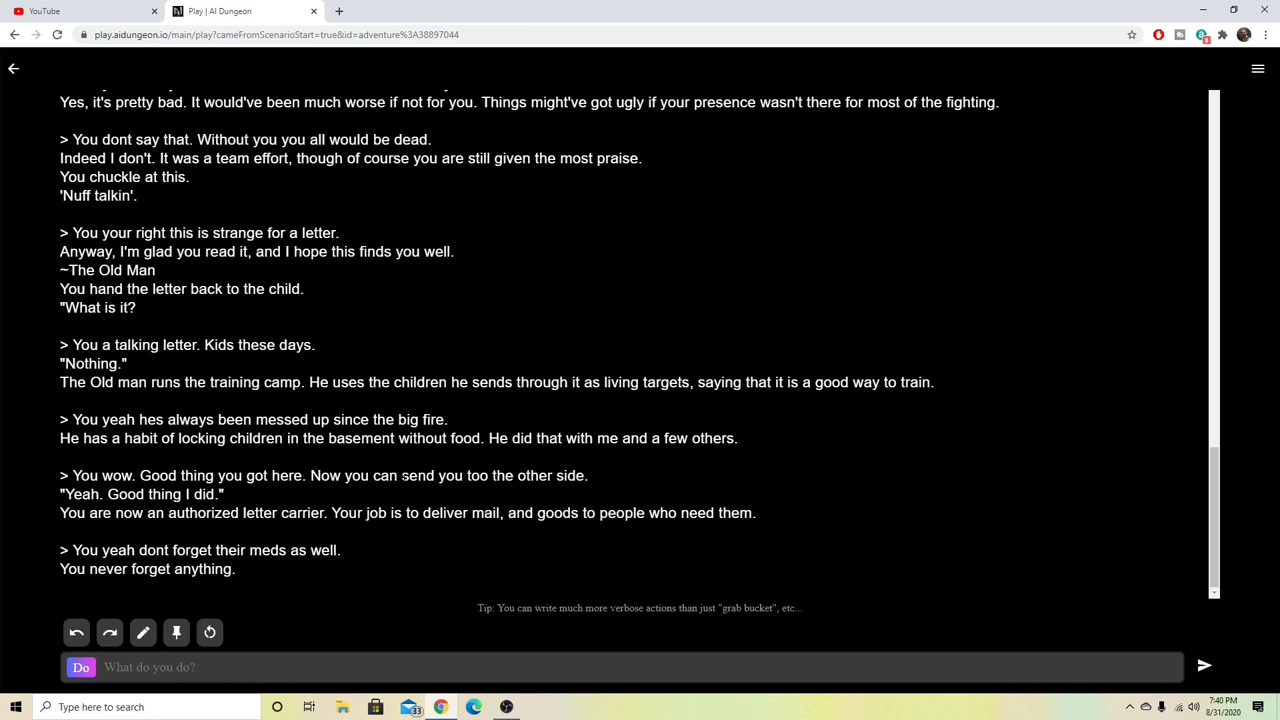 YouTube
Play | AI Dungeon
play.aidungeon.io/main/play?cameFromScenarioStart=true&id=adventure%3A38897044
Yes, it's pretty bad. It would've been much worse if not for you. Things might've got ugly if your presence wasn't there for most of the fighting.
> You dont say that. Without you you all would be dead.
Indeed I don't. It was a team effort, though of course you are still given the most praise.
You chuckle at this.
'Nuff talkin'.
> You your right this is strange for a letter.
Anyway, I'm glad you read it, and I hope this finds you well.
~The Old Man
You hand the letter back to the child.
"What is it?
> You a talking letter. Kids these days.
"Nothing."
The Old man runs the training camp. He uses the children he sends through it as living targets, saying that it is a good way to train.
> You yeah hes always been messed up since the big fire.
He has a habit of locking children in the basement without food. He did that with me and a few others.
> You wow. Good thing you got here. Now you can send you too the other side.
"Yeah. Good thing I did."
You are now an authorized letter carrier. Your job is to deliver mail, and goods to people who need them.
> You yeah dont forget their meds as well.
You never forget anything.
Tip: You can write much more verbose actions than just "grab bucket", etc...
Do What do you do?
Type here to search
33
7:40 PM
8/31/2020